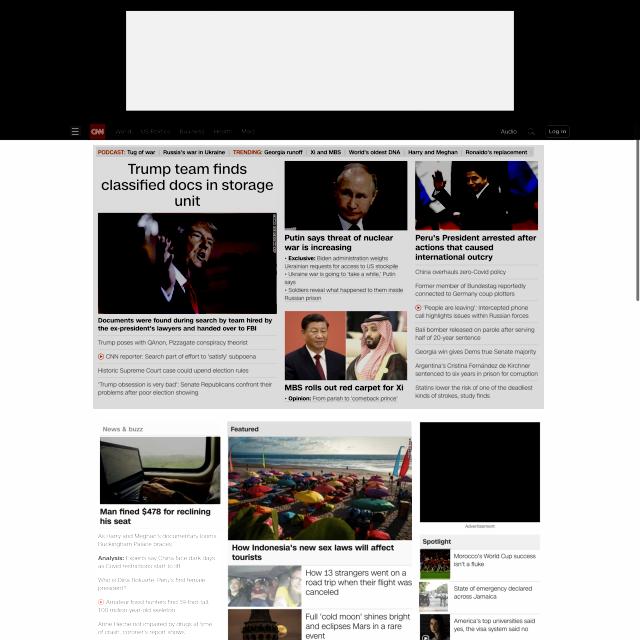 CNN World US Politics Business Health More Audio Log In
PODCAST: Tug of war Russia's war in Ukraine TRENDING: Georgia runoff Xi and MBS World's oldest DNA Harry and Meghan Ronaldo's replacement
Trump team finds
classified docs in storage
unit
Documents were found during search by team hired by
the ex-president's lawyers and handed over to FBI
Trump poses with QAnon, Pizzagate conspiracy theorist
CNN reporter: Search part of effort to 'satisfy' subpoena
Historic Supreme Court case could upend election rules
'Trump obsession is very bad': Senate Republicans confront their
problems after poor election showing
Putin says threat of nuclear
war is increasing
• Exclusive: Biden administration weighs
Ukrainian requests for access to US stockpile
• Ukraine war is going to 'take a while,' Putin
says
• Soldiers reveal what happened to them inside
Russian prison
MBS rolls out red carpet for Xi
• Opinion: From pariah to 'comeback prince'
Peru's President arrested after
actions that caused
international outcry
China overhauls zero-Covid policy
Former member of Bundestag reportedly
connected to Germany coup plotters
'People are leaving': Intercepted phone
call highlights issues within Russian forces
Bali bomber released on parole after serving
half of 20-year sentence
Georgia win gives Dems true Senate majority
Argentina's Cristina Fernández de Kirchner
sentenced to six years in prison for corruption
Statins lower the risk of one of the deadliest
kinds of strokes, study finds
News & buzz
Man fined $478 for reclining
his seat
As Harry and Meghan's documentary looms,
Buckingham Palace braces
Analysis: Experts say China face dark days
as Covid restrictions start to lift
Who is Dina Boluarte, Peru's first female
president?
Amateur fossil hunters find 39-foot-tall,
100 million-year-old skeleton
Anne Heche not impaired by drugs at time
of crash, coroner's report shows
Featured
How Indonesia's new sex laws will affect
tourists
How 13 strangers went on a
road trip when their flight was
canceled
Full 'cold moon' shines bright
and eclipses Mars in a rare
event
Advertisement
Spotlight
Morocco's World Cup success
isn't a fluke
State of emergency declared
across Jamaica
America's top universities said
yes, the visa system said no